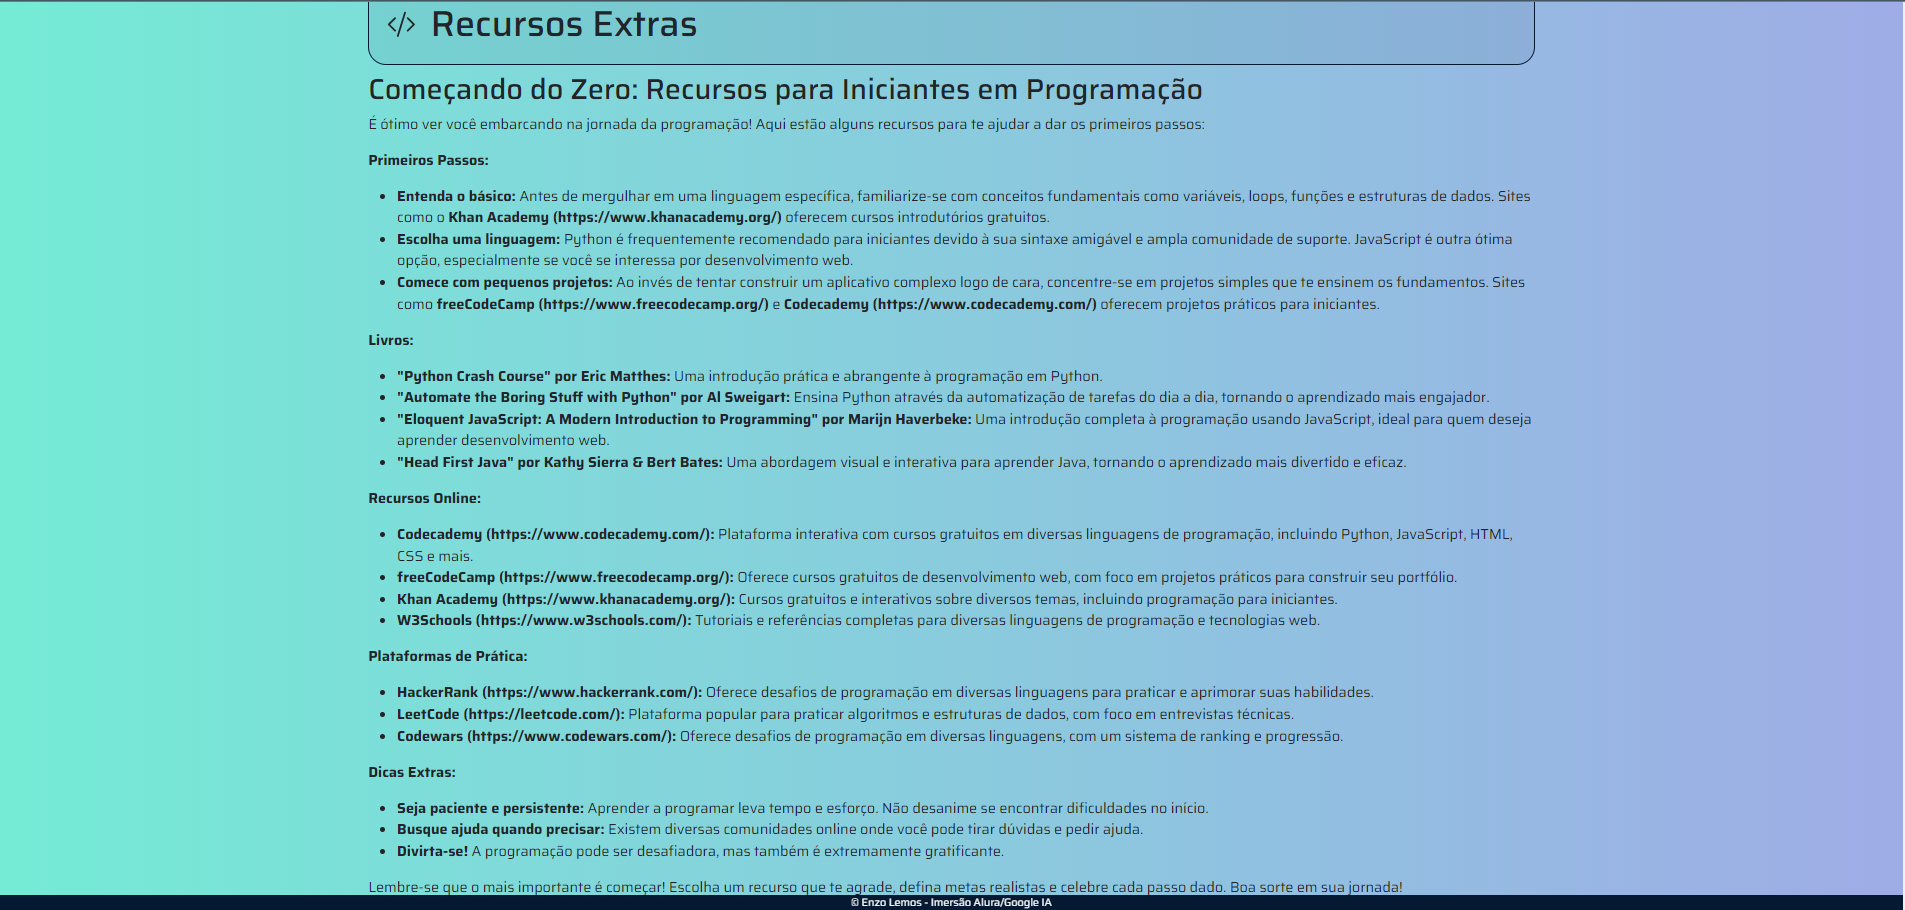 </> Recursos Extras
Começando do Zero: Recursos para Iniciantes em Programação
É ótimo ver você embarcando na jornada da programação! Aqui estão alguns recursos para te ajudar a dar os primeiros passos:
Primeiros Passos:
• Entenda o básico: Antes de mergulhar em uma linguagem específica, familiarize-se com conceitos fundamentais como variáveis, loops, funções e estruturas de dados. Sites
como o Khan Academy (https://www.khanacademy.org/) oferecem cursos introdutórios gratuitos.
• Escolha uma linguagem: Python é frequentemente recomendado para iniciantes devido à sua sintaxe amigável e ampla comunidade de suporte. JavaScript é outra ótima
opção, especialmente se você se interessa por desenvolvimento web.
• Comece com pequenos projetos: Ao invés de tentar construir um aplicativo complexo logo de cara, concentre-se em projetos simples que te ensinem os fundamentos. Sites
como freeCodeCamp (https://www.freecodecamp.org/) e Codecademy (https://www.codecademy.com/) oferecem projetos práticos para iniciantes.
Livros:
• "Python Crash Course" por Eric Matthes: Uma introdução prática e abrangente à programação em Python.
• "Automate the Boring Stuff with Python" por Al Sweigart: Ensina Python através da automatização de tarefas do dia a dia, tornando o aprendizado mais engajador.
• "Eloquent JavaScript: A Modern Introduction to Programming" por Marijn Haverbeke: Uma introdução completa à programação usando JavaScript, ideal para quem deseja
aprender desenvolvimento web.
• "Head First Java" por Kathy Sierra & Bert Bates: Uma abordagem visual e interativa para aprender Java, tornando o aprendizado mais divertido e eficaz.
Recursos Online:
• Codecademy (https://www.codecademy.com/): Plataforma interativa com cursos gratuitos em diversas linguagens de programação, incluindo Python, JavaScript, HTML,
CSS e mais.
• freeCodeCamp (https://www.freecodecamp.org/): Oferece cursos gratuitos de desenvolvimento web, com foco em projetos práticos para construir seu portfólio.
• Khan Academy (https://www.khanacademy.org/): Cursos gratuitos e interativos sobre diversos temas, incluindo programação para iniciantes.
• W3Schools (https://www.w3schools.com/): Tutoriais e referências completas para diversas linguagens de programação e tecnologias web.
Plataformas de Prática:
• HackerRank (https://www.hackerrank.com/): Oferece desafios de programação em diversas linguagens para praticar e aprimorar suas habilidades.
• LeetCode (https://leetcode.com/): Plataforma popular para praticar algoritmos e estruturas de dados, com foco em entrevistas técnicas.
• Codewars (https://www.codewars.com/): Oferece desafios de programação em diversas linguagens, com um sistema de ranking e progressão.
Dicas Extras:
• Seja paciente e persistente: Aprender a programar leva tempo e esforço. Não desanime se encontrar dificuldades no início.
• Busque ajuda quando precisar: Existem diversas comunidades online onde você pode tirar dúvidas e pedir ajuda.
• Divirta-se! A programação pode ser desafiadora, mas também é extremamente gratificante.
Lembre-se que o mais importante é começar! Escolha um recurso que te agrade, defina metas realistas e celebre cada passo dado. Boa sorte em sua jornada!
© Enzo Lemos - Imersão Alura/Google IA